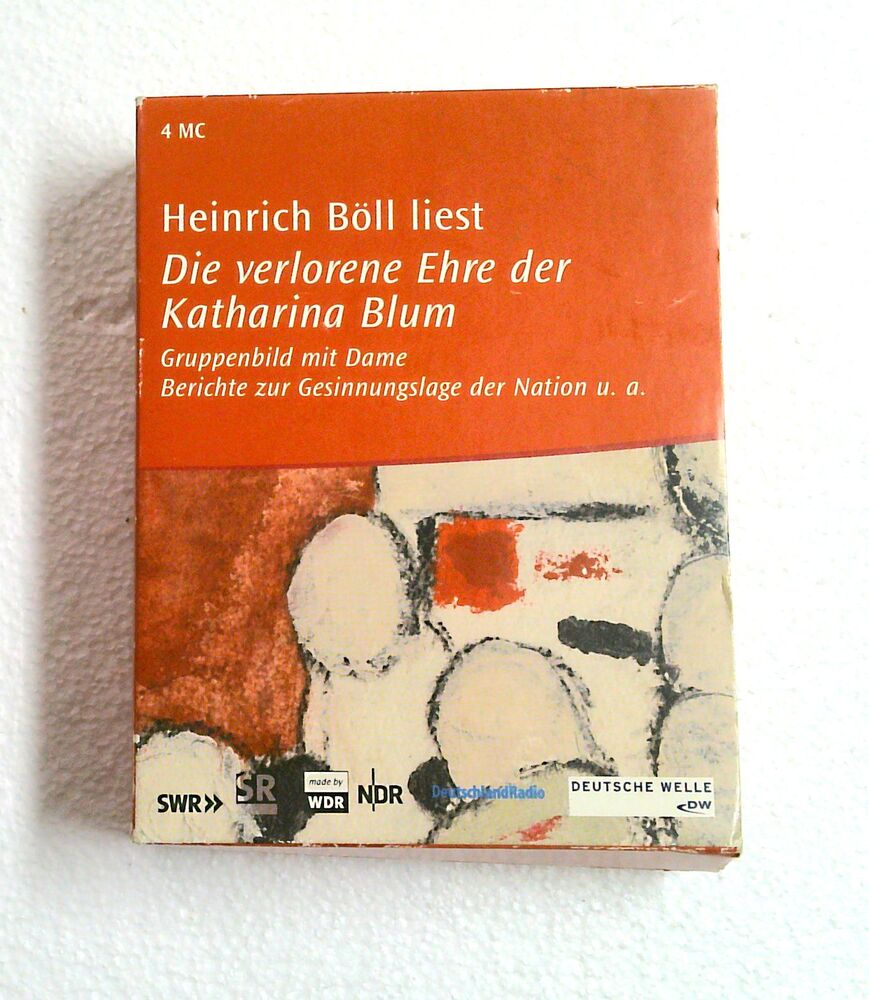 4 MC
Heinrich Böll liest
Die verlorene Ehre der
Katharina Blum
Gruppenbild mit Dame
Berichte zur Gesinnungslage der Nation u. a.
SWR»
SR
made by
WDR
NDR
DeutschlandRadio
DEUTSCHE WELLE
DW